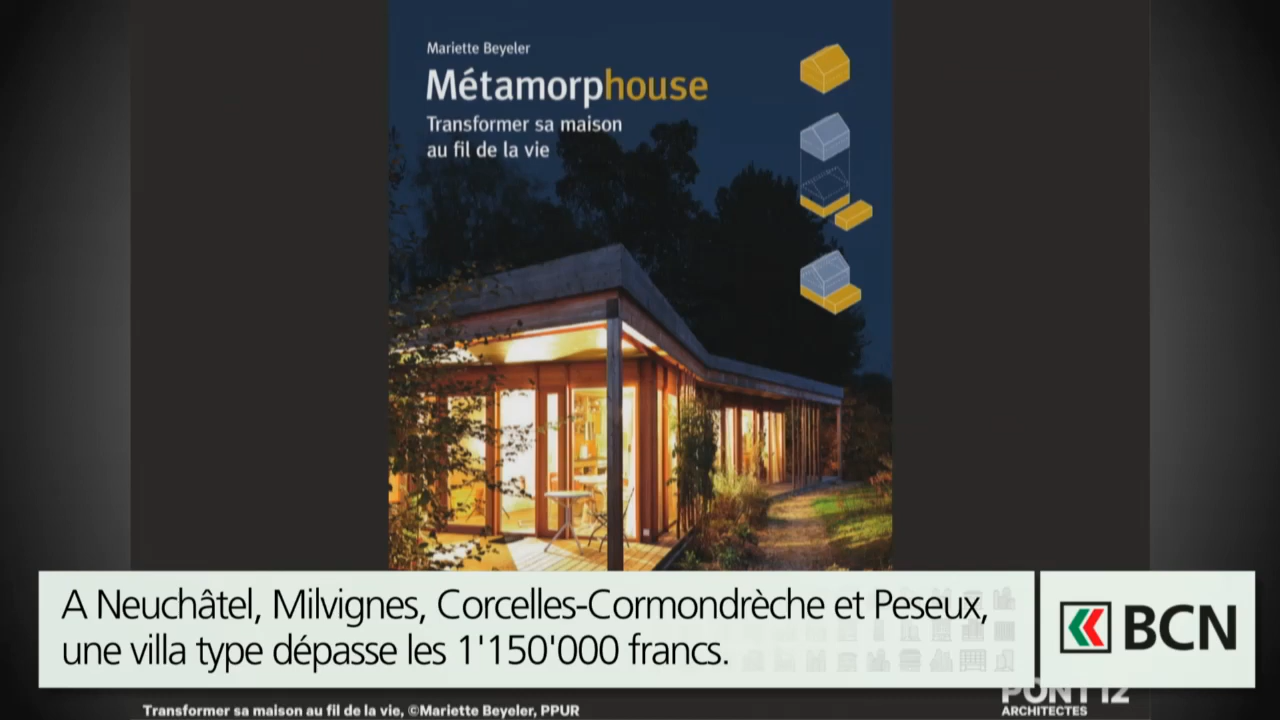 Mariette Beyeler
Métamorphouse
Transformer sa maison
au fil de la vie
A Neuchâtel, Milvignes, Corcelles-Cormondrèche et Peseux,
une villa type dépasse les 1'150'000 francs.
BCN
PONT12
ARCHITECTES
Transformer sa maison au fil de la vie, ©Mariette Beyeler, PPUR